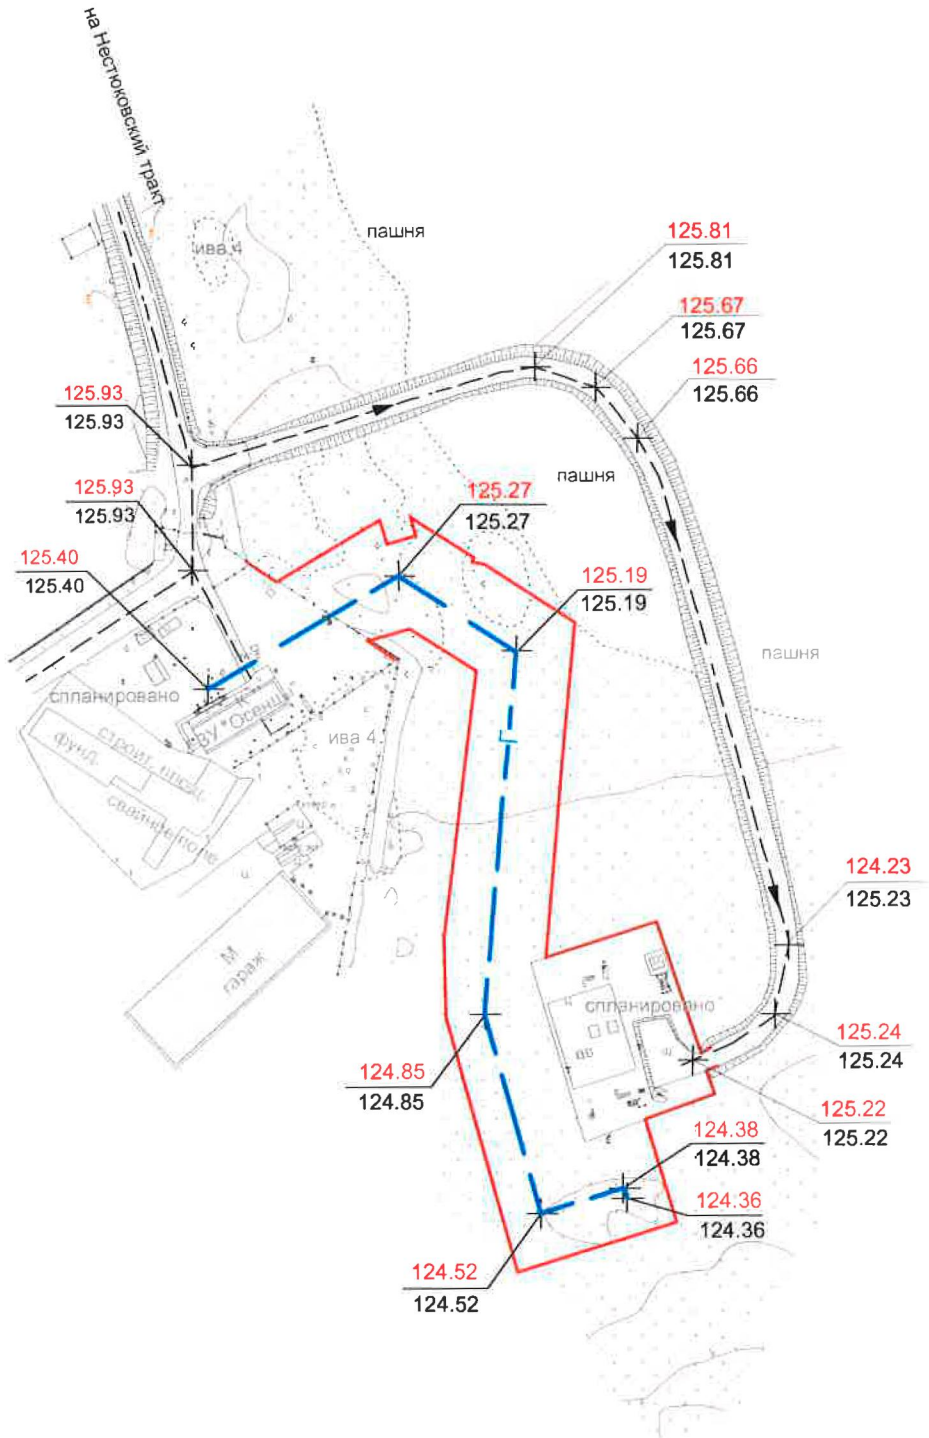 на Нестюковский тракт
ива 4
пашня
125.81
125.81
125.67
125.67
125.66
125.66
125.93
125.93
пашня
125.93
125.93
125.27
125.27
125.40
125.40
125.19
125.19
пашня
спланировано
К
ЗУ "Осенц
ива 4
строит. площ.
фунд.
свайное поле
124.23
125.23
М
гараж
спланировано
125.24
125.24
124.85
124.85
125.22
125.22
124.38
124.38
124.36
124.36
124.52
124.52